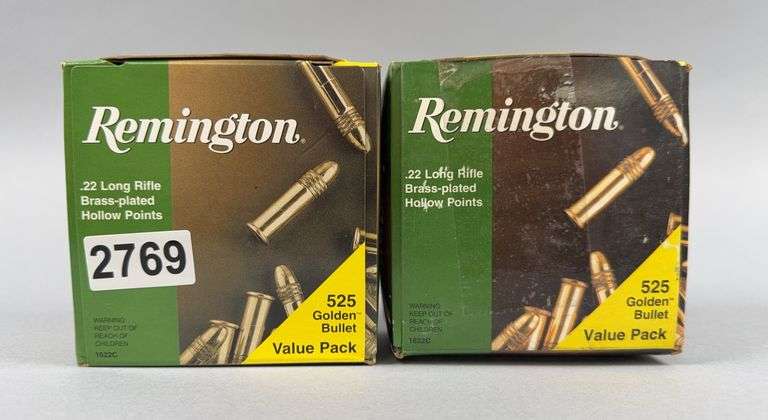 Remington®
.22 Long Rifle
Brass-plated
Hollow Points
2769
525
Golden™
Bullet
Value Pack
WARNING
KEEP OUT OF
REACH OF
CHILDREN
1622C
Remington®
.22 Long Rifle
Brass-plated
Hollow Points
525
Golden™
Bullet
Value Pack
WARNING
KEEP OUT OF
REACH OF
CHILDREN
1622C